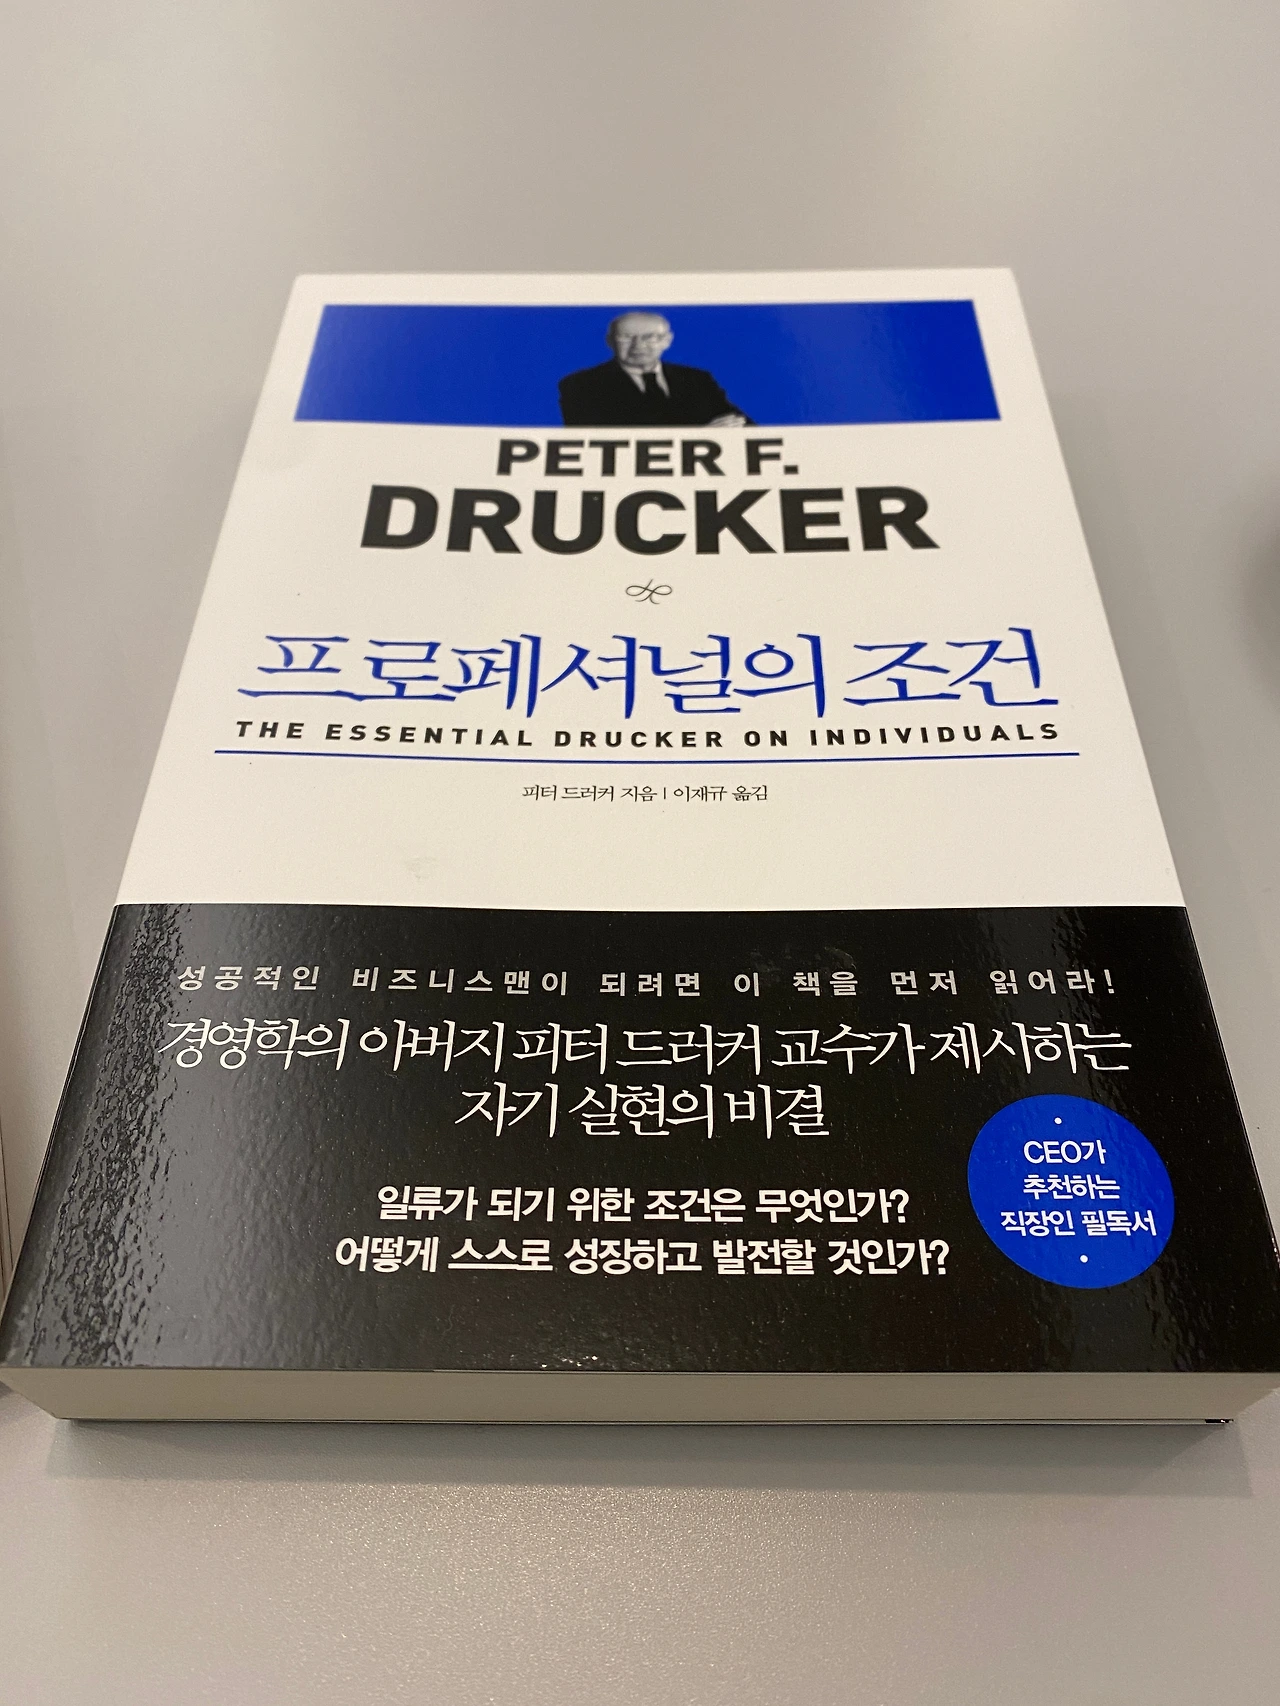 PETER F.
DRUCKER
프로페셔널의 조건
THE ESSENTIAL DRUCKER ON INDIVIDUALS
피터 드러커 지음 | 이재규 옮김
성공적인 비즈니스맨이 되려면 이 책을 먼저 읽어라!
경영학의 아버지 피터 드러커 교수가 제시하는
자기 실현의 비결
일류가 되기 위한 조건은 무엇인가?
어떻게 스스로 성장하고 발전할 것인가?
CEO가
추천하는
직장인 필독서